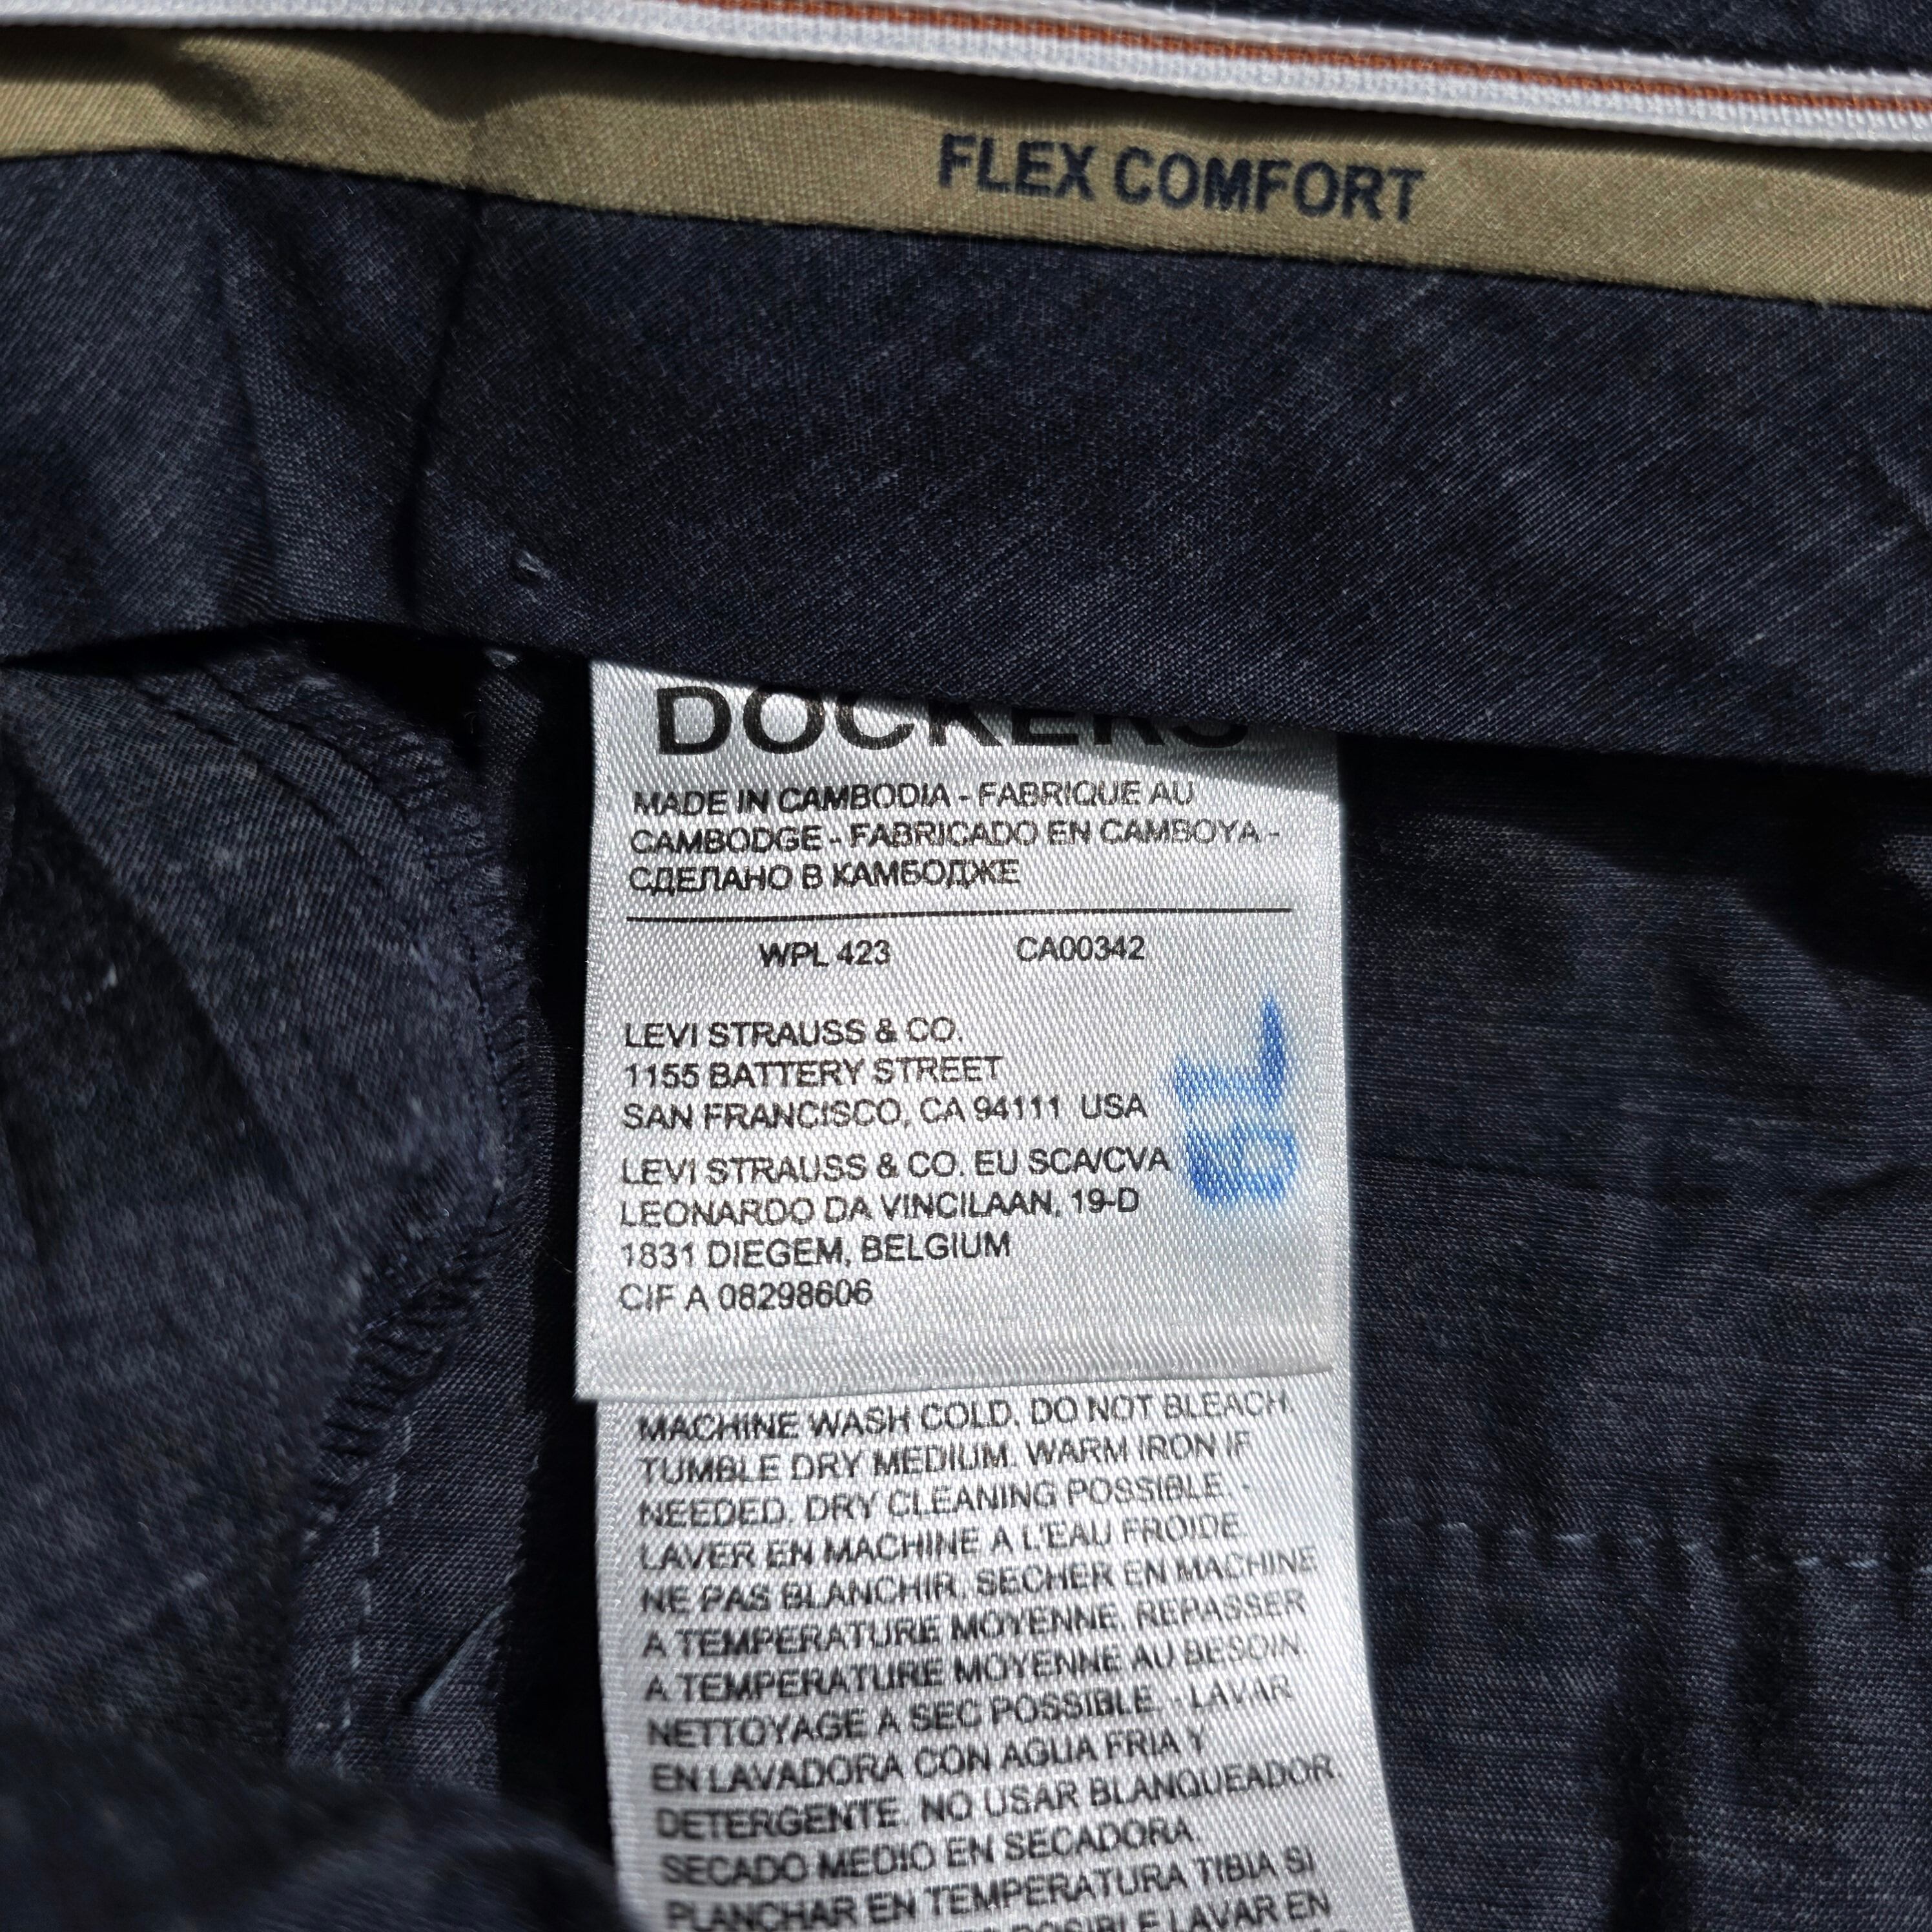 FLEX COMFORT
DOCKERS
MADE IN CAMBODIA - FABRIQUE AU
CAMBODGE - FABRICADO EN CAMBOYA -
СДЕЛАНО В КАМБОДЖЕ
WPL 423 CA00342
LEVI STRAUSS & CO.
1155 BATTERY STREET
SAN FRANCISCO, CA 94111 USA
LEVI STRAUSS & CO. EU SCA/CVA
LEONARDO DA VINCILAAN, 19-D
1831 DIEGEM, BELGIUM
CIF A 08298606
MACHINE WASH COLD. DO NOT BLEACH.
TUMBLE DRY MEDIUM. WARM IRON IF
NEEDED. DRY CLEANING POSSIBLE. -
LAVER EN MACHINE A L'EAU FROIDE.
NE PAS BLANCHIR. SECHER EN MACHINE
A TEMPERATURE MOYENNE. REPASSER
A TEMPERATURE MOYENNE AU BESOIN.
NETTOYAGE A SEC POSSIBLE. - LAVAR
EN LAVADORA CON AGUA FRIA Y
DETERGENTE. NO USAR BLANQUEADOR.
SECADO MEDIO EN SECADORA.
PLANCHAR EN TEMPERATURA TIBIA SI
POSIBLE LAVAR EN